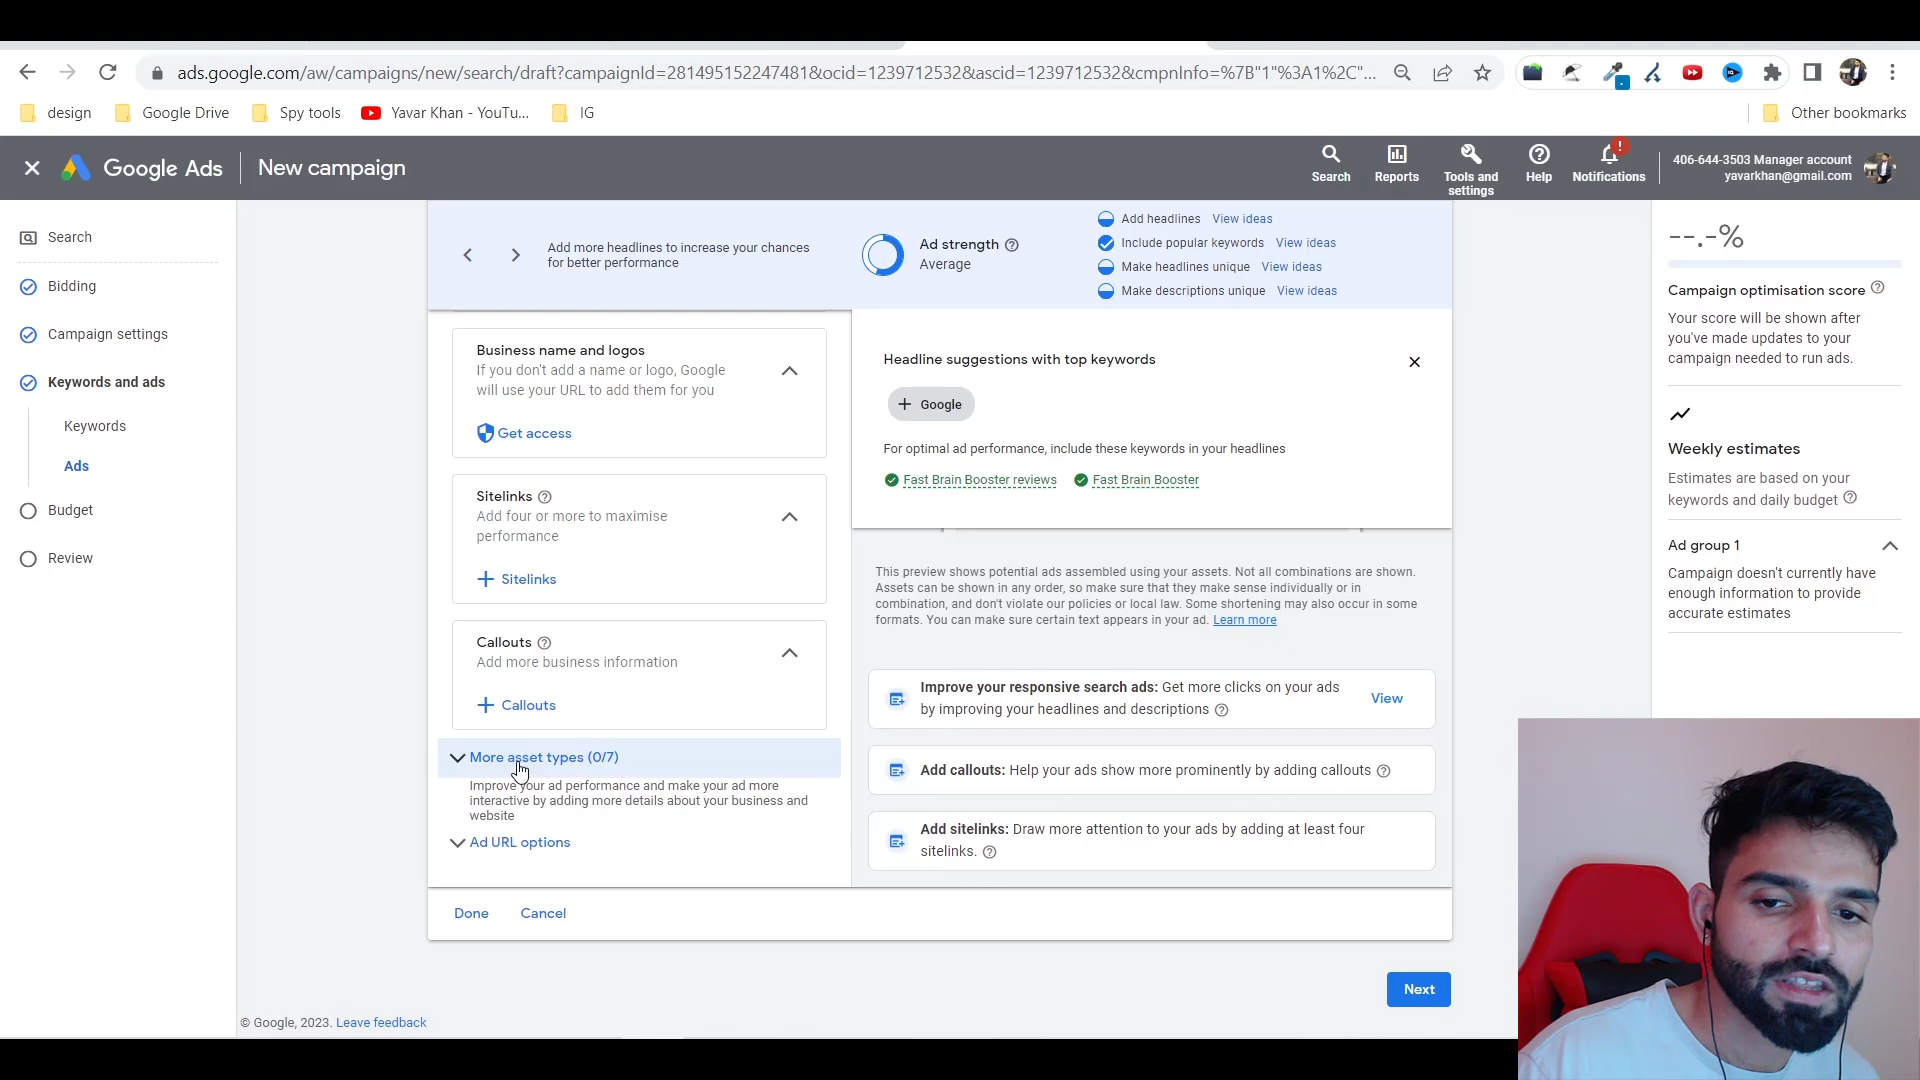 ads.google.com/aw/campaigns/new/search/draft?campaignId=281495152247481&ocid=1239712532&ascid=1239712532&cmpnInfo=%7B"1"%3A1%2C"...
design
Google Drive
Spy tools
Yavar Khan - YouTu...
IG
Other bookmarks
Google Ads
New campaign
Search
Reports
Tools and settings
Help
Notifications
406-644-3503 Manager account
yavarkhan@gmail.com
Search
Bidding
Campaign settings
Keywords and ads
Keywords
Ads
Budget
Review
Add more headlines to increase your chances
for better performance
Ad strength
Average
Add headlines View ideas
Include popular keywords View ideas
Make headlines unique View ideas
Make descriptions unique View ideas
Business name and logos
If you don't add a name or logo, Google
will use your URL to add them for you
Get access
Sitelinks
Add four or more to maximise
performance
+ Sitelinks
Callouts
Add more business information
+ Callouts
More asset types (0/7)
Improve your ad performance and make your ad more
interactive by adding more details about your business and
website
Ad URL options
Done
Cancel
Headline suggestions with top keywords
+ Google
For optimal ad performance, include these keywords in your headlines
Fast Brain Booster reviews
Fast Brain Booster
This preview shows potential ads assembled using your assets. Not all combinations are shown.
Assets can be shown in any order, so make sure that they make sense individually or in
combination, and don't violate our policies or local law. Some shortening may also occur in some
formats. You can make sure certain text appears in your ad. Learn more
Improve your responsive search ads: Get more clicks on your ads
by improving your headlines and descriptions
View
Add callouts: Help your ads show more prominently by adding callouts
Add sitelinks: Draw more attention to your ads by adding at least four
sitelinks.
Next
© Google, 2023. Leave feedback
--.-%
Campaign optimisation score
Your score will be shown after
you've made updates to your
campaign needed to run ads.
Weekly estimates
Estimates are based on your
keywords and daily budget
Ad group 1
Campaign doesn't currently have
enough information to provide
accurate estimates